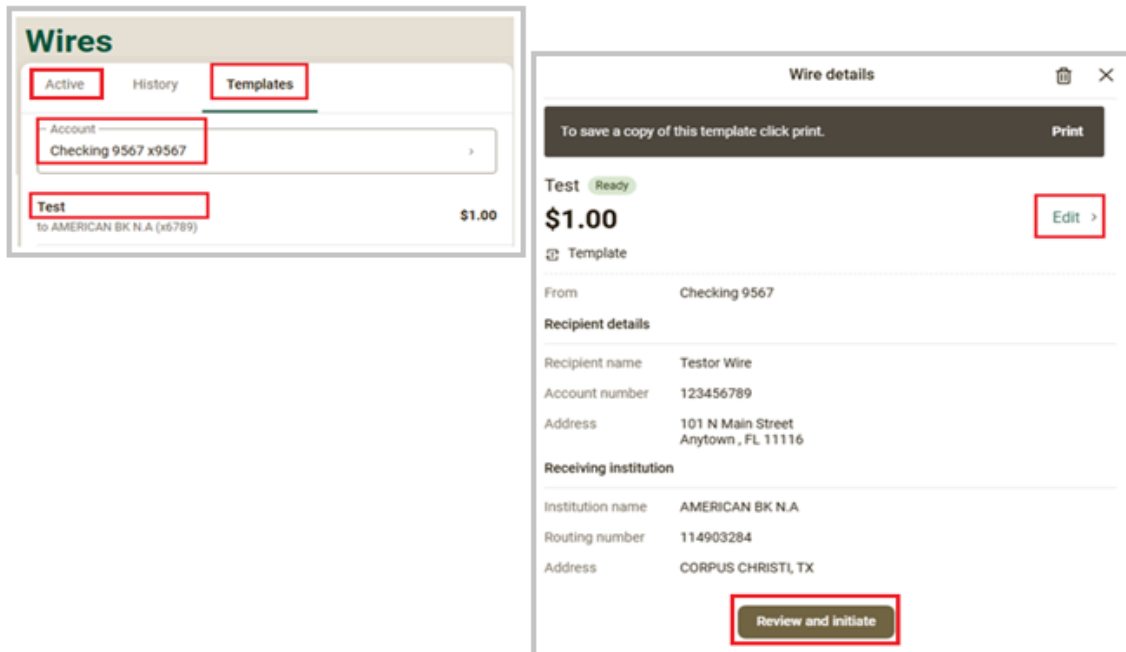 Wires
Active History Templates
Account
Checking 9567 x9567
Test
to AMERICAN BK N.A (x6789)
$1.00
Wire details
To save a copy of this template click print. Print
Test Ready
$1.00
Edit
Template
From Checking 9567
Recipient details
Recipient name Testor Wire
Account number 123456789
Address 101 N Main Street
Anytown , FL 11116
Receiving institution
Institution name AMERICAN BK N.A
Routing number 114903284
Address CORPUS CHRISTI, TX
Review and initiate